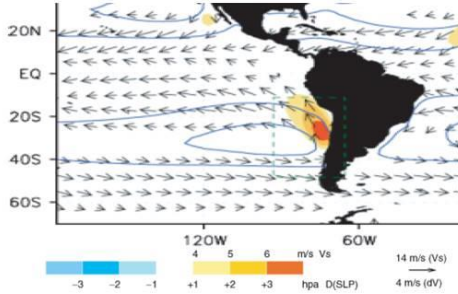 20N
EQ
20S
40S
60S
120W 60W
4 5 6 m/s Vs 14 m/s (Vs)
−3 −2 −1 +1 +2 +3 hpa D(SLP) 4 m/s (dV)